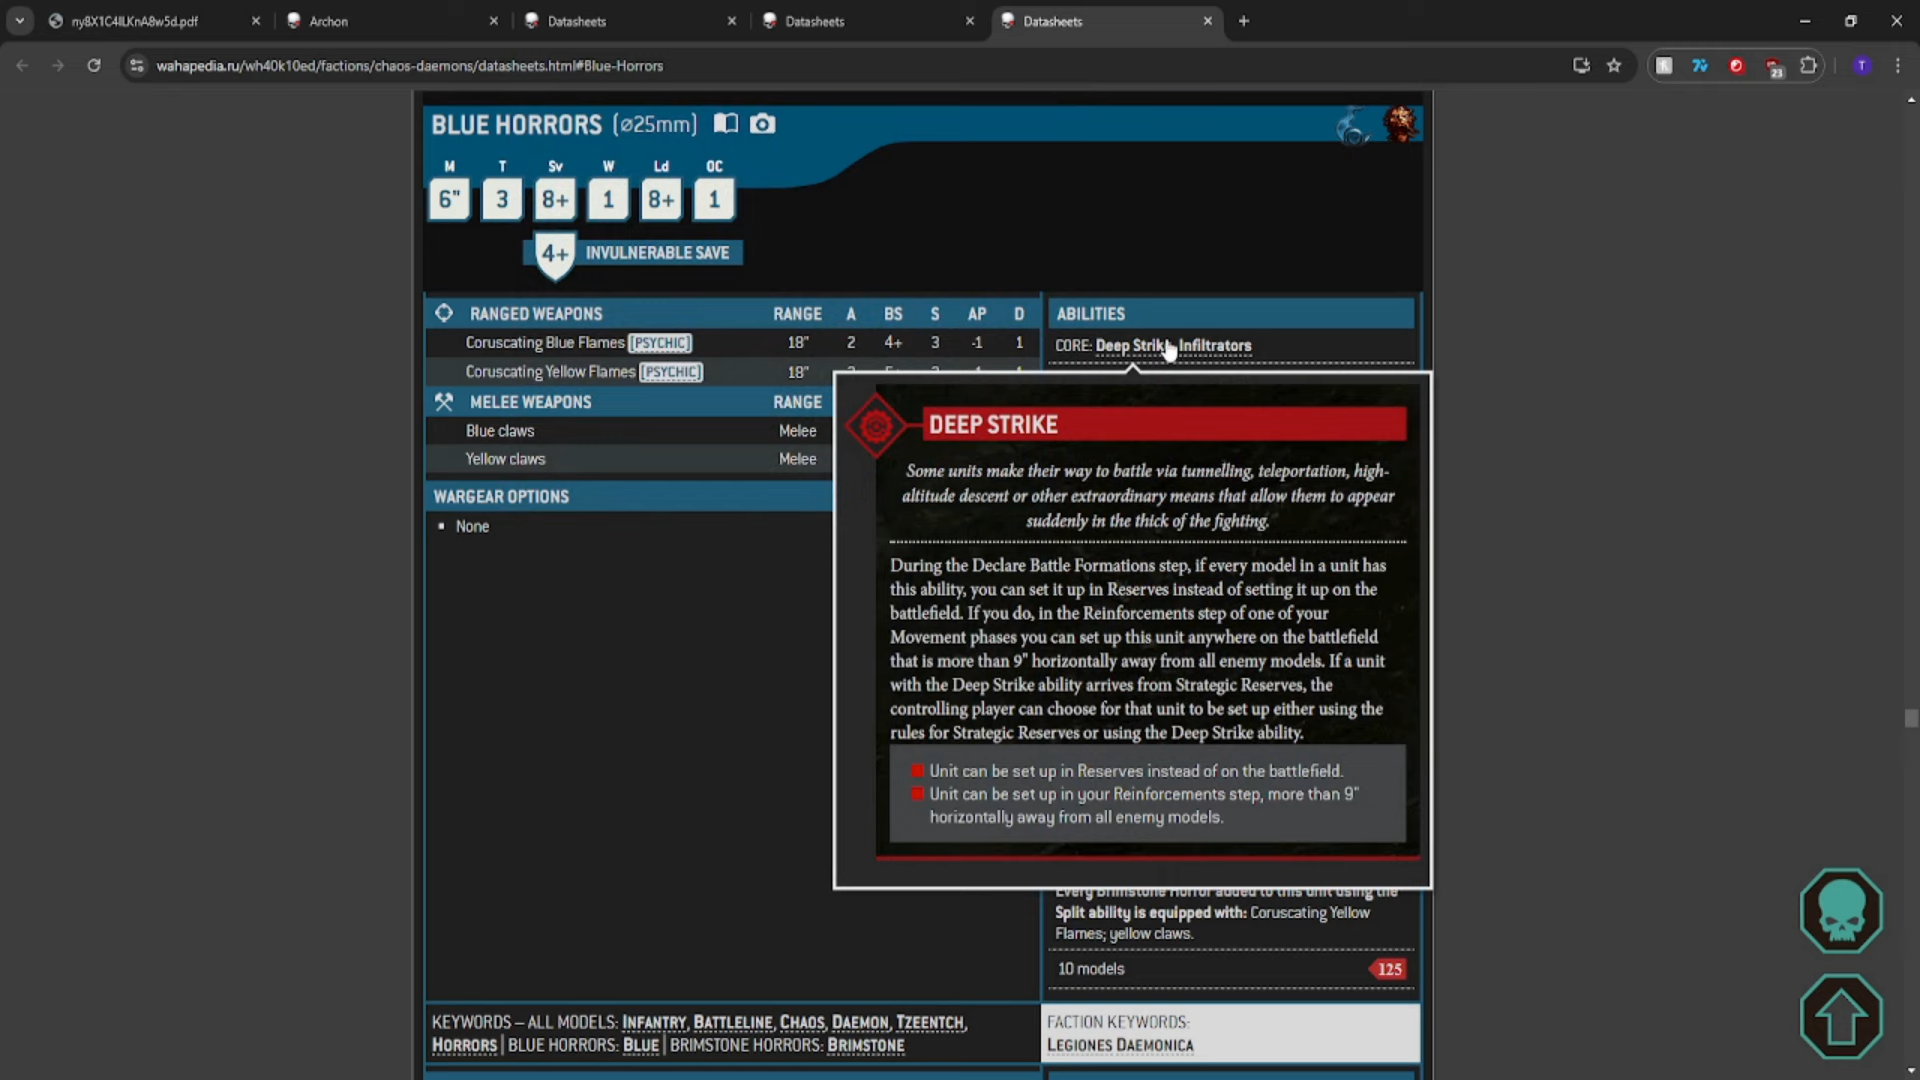 ny8X1C4ILKnA8w5d.pdf
Archon
Datasheets
Datasheets
Datasheets
wahapedia.ru/wh40k10ed/factions/chaos-daemons/datasheets.html#Blue-Horrors
23
T
BLUE HORRORS (⌀25mm)
M T Sv W Ld OC
6" 3 8+ 1 8+ 1
4+ INVULNERABLE SAVE
RANGED WEAPONS RANGE A BS S AP D
Coruscating Blue Flames [PSYCHIC] 18" 2 4+ 3 -1 1
Coruscating Yellow Flames [PSYCHIC] 18"
MELEE WEAPONS RANGE
Blue claws Melee
Yellow claws Melee
WARGEAR OPTIONS
None
ABILITIES
CORE: Deep Strike, Infiltrators
DEEP STRIKE
Some units make their way to battle via tunnelling, teleportation, high-
altitude descent or other extraordinary means that allow them to appear
suddenly in the thick of the fighting.
During the Declare Battle Formations step, if every model in a unit has
this ability, you can set it up in Reserves instead of setting it up on the
battlefield. If you do, in the Reinforcements step of one of your
Movement phases you can set up this unit anywhere on the battlefield
that is more than 9" horizontally away from all enemy models. If a unit
with the Deep Strike ability arrives from Strategic Reserves, the
controlling player can choose for that unit to be set up either using the
rules for Strategic Reserves or using the Deep Strike ability.
Unit can be set up in Reserves instead of on the battlefield.
Unit can be set up in your Reinforcements step, more than 9"
horizontally away from all enemy models.
Every Brimstone Horror added to this unit using the
Split ability is equipped with: Coruscating Yellow
Flames; yellow claws.
10 models 125
KEYWORDS – ALL MODELS: INFANTRY, BATTLELINE, CHAOS, DAEMON, TZEENTCH,
HORRORS | BLUE HORRORS: BLUE | BRIMSTONE HORRORS: BRIMSTONE
FACTION KEYWORDS:
LEGIONES DAEMONICA